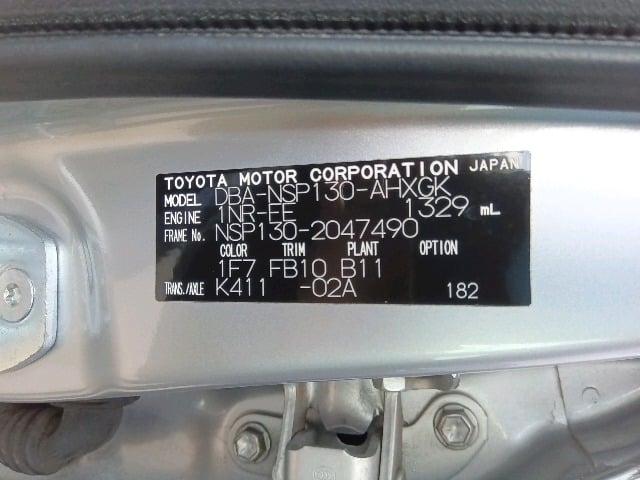 TOYOTA MOTOR CORPORATION JAPAN
MODEL DBA-NSP130-AHXGK
ENGINE 1NR-FE 1329 mL
FRAME No. NSP130-2047490
COLOR TRIM PLANT OPTION
1F7 FB10 B11
TRANS./AXLE K411 -02A 182